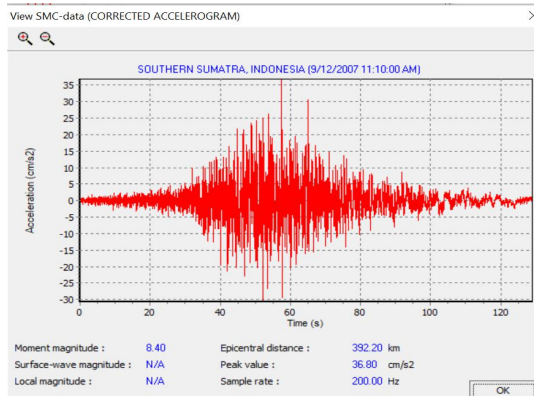 View SMC-data (CORRECTED ACCELEROGRAM)
SOUTHERN SUMATRA, INDONESIA (9/12/2007 11:10:00 AM)
Acceleration (cm/s2)
35
30
25
20
15
10
5
0
-5
-10
-15
-20
-25
-30
0 20 40 60 80 100 120
Time (s)
Moment magnitude : 8.40 Epicentral distance : 392.20 km
Surface-wave magnitude : N/A Peak value : 36.80 cm/s2
Local magnitude : N/A Sample rate : 200.00 Hz
OK